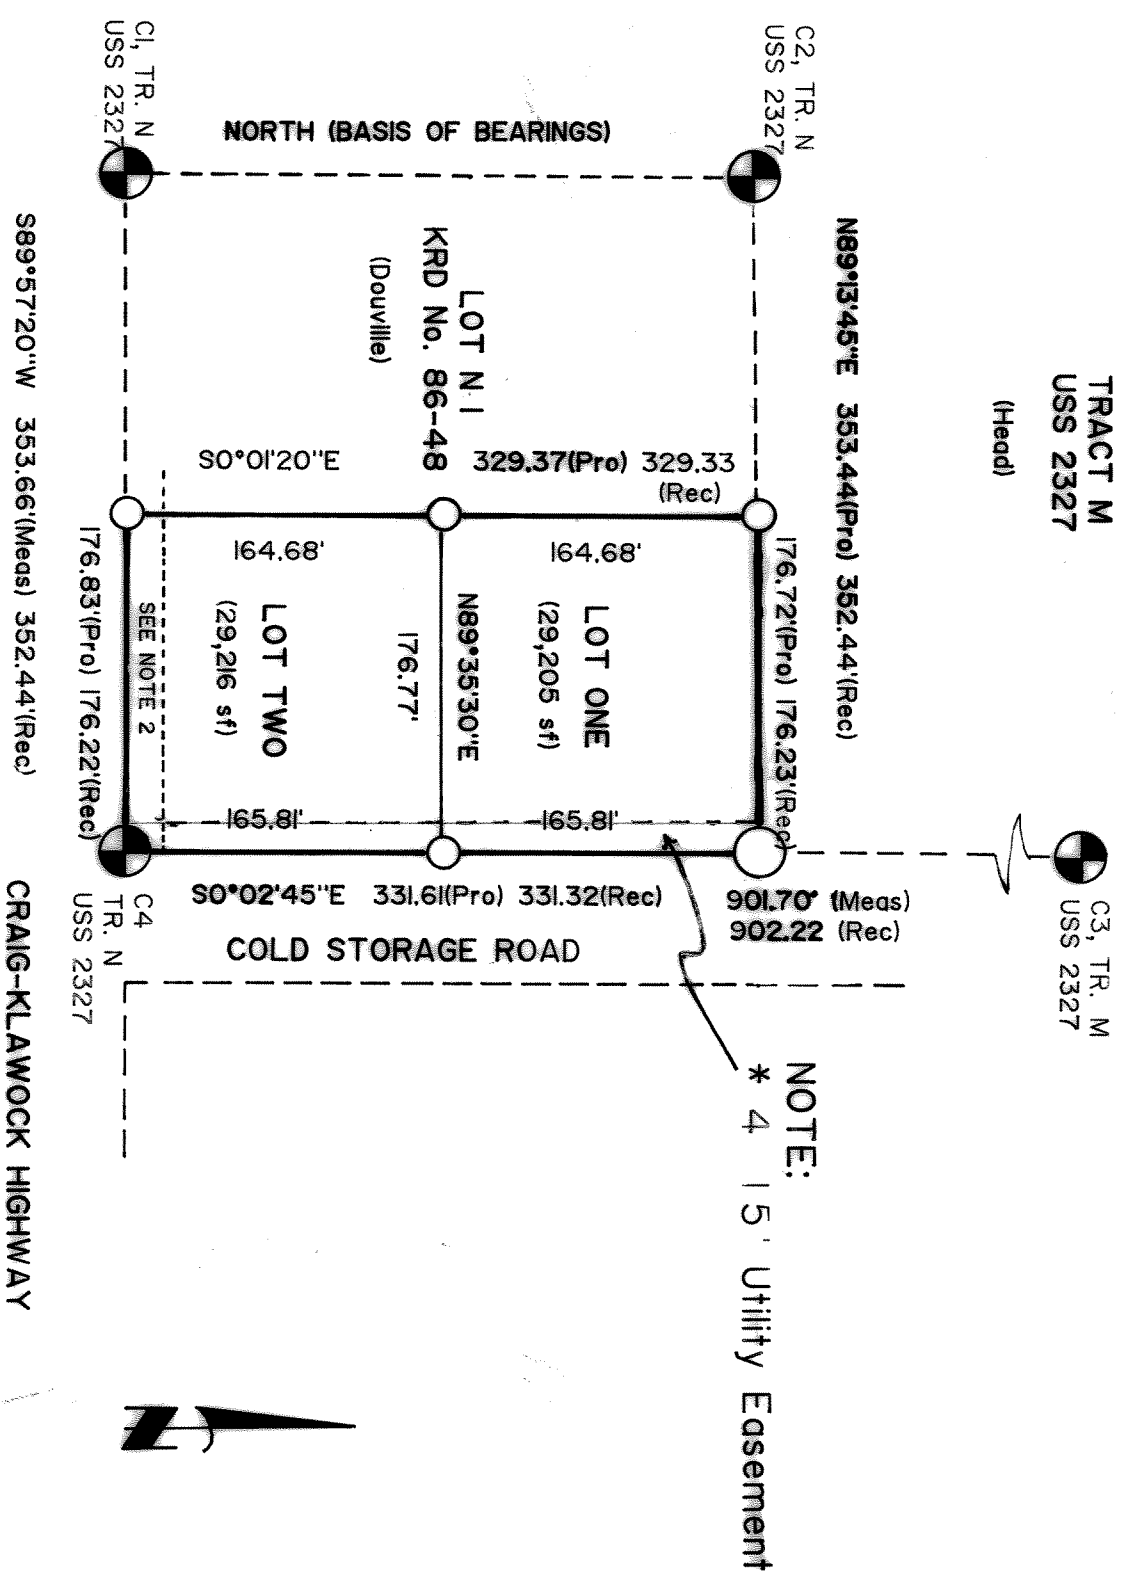 TRACT M
USS 2327
(Head)
C2, TR. N
USS 2327
N89°13'45"E 353.44'(Pro) 352.44'(Rec)
C3, TR. M
USS 2327
901.70' (Meas)
902.22 (Rec)
176.72'(Pro) 176.23'(Rec)
NORTH (BASIS OF BEARINGS)
LOT N 1
KRD No. 86-48
(Douville)
329.37(Pro) 329.33
(Rec)
S0°01'20"E
164.68'
164.68'
LOT ONE
(29,205 sf)
N89°35'30"E
176.77'
LOT TWO
(29,216 sf)
165.81'
165.81'
SEE NOTE 2
S0°02'45"E 331.61(Pro) 331.32(Rec)
COLD STORAGE ROAD
NOTE:
* 4 15' Utility Easement
C1, TR. N
USS 2327
176.83'(Pro) 176.22'(Rec)
C4
TR. N
USS 2327
S89°57'20"W 353.66'(Meas) 352.44'(Rec)
CRAIG-KLAWOCK HIGHWAY
N